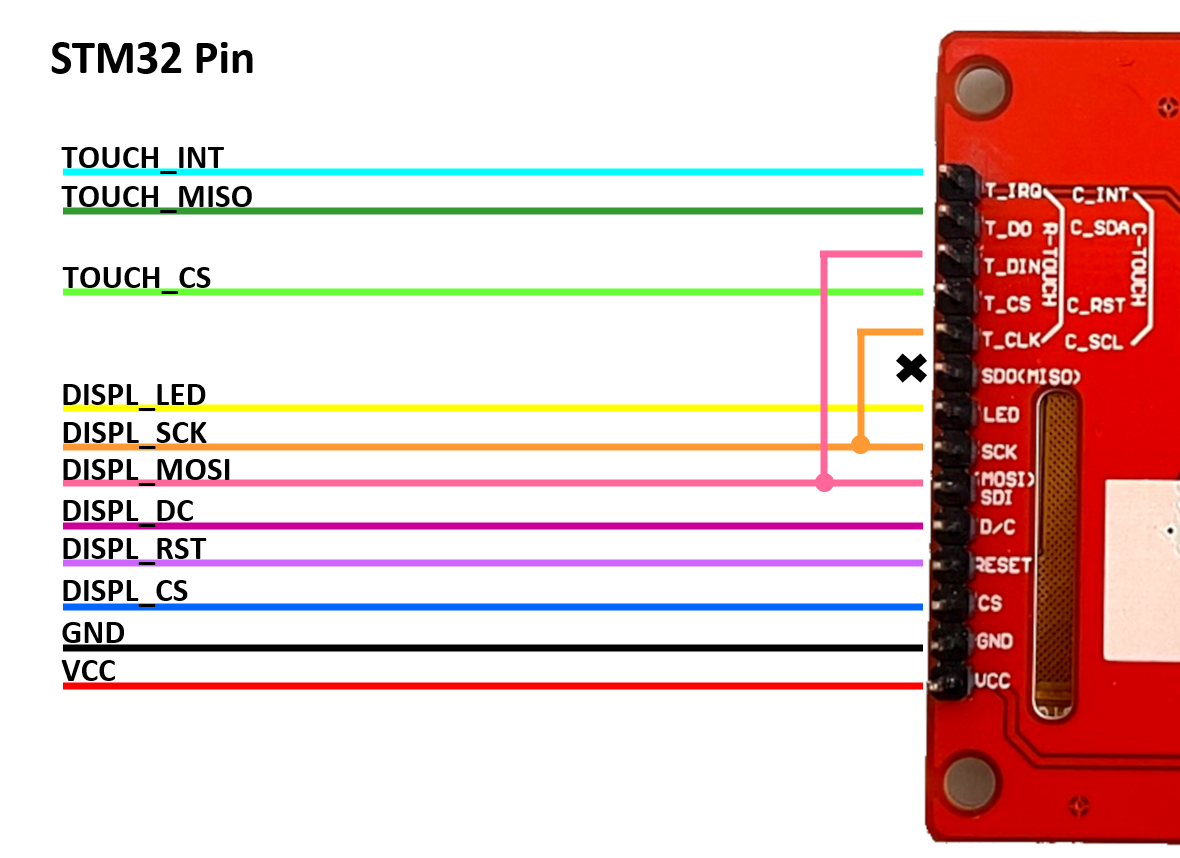 STM32 Pin
TOUCH_INT
TOUCH_MISO
TOUCH_CS
DISPL_LED
DISPL_SCK
DISPL_MOSI
DISPL_DC
DISPL_RST
DISPL_CS
GND
VCC
T_IRQ
T_DO
T_DIN
T_CS
T_CLK
R-TOUCH
C_INT
C_SDA
C_RST
C_SCL
C-TOUCH
SDO(MISO)
LED
SCK
(MOSI)
SDI
D/C
RESET
CS
GND
VCC